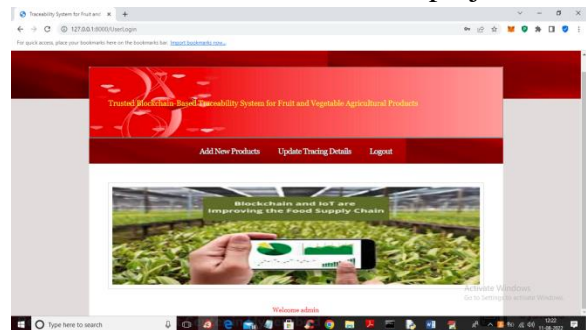 Traceability System for Fruit and
127.0.0.1:8000/UserLogin
For quick access, place your bookmarks here on the bookmarks bar. Import bookmarks now...
Trusted Blockchain-Based Traceability System for Fruit and Vegetable Agricultural Products
Add New Products Update Tracing Details Logout
Blockchain and IoT are
Improving the Food Supply Chain
Welcome admin
Activate Windows
Go to Settings to activate Windows.
Type here to search
12:22
11-08-2022